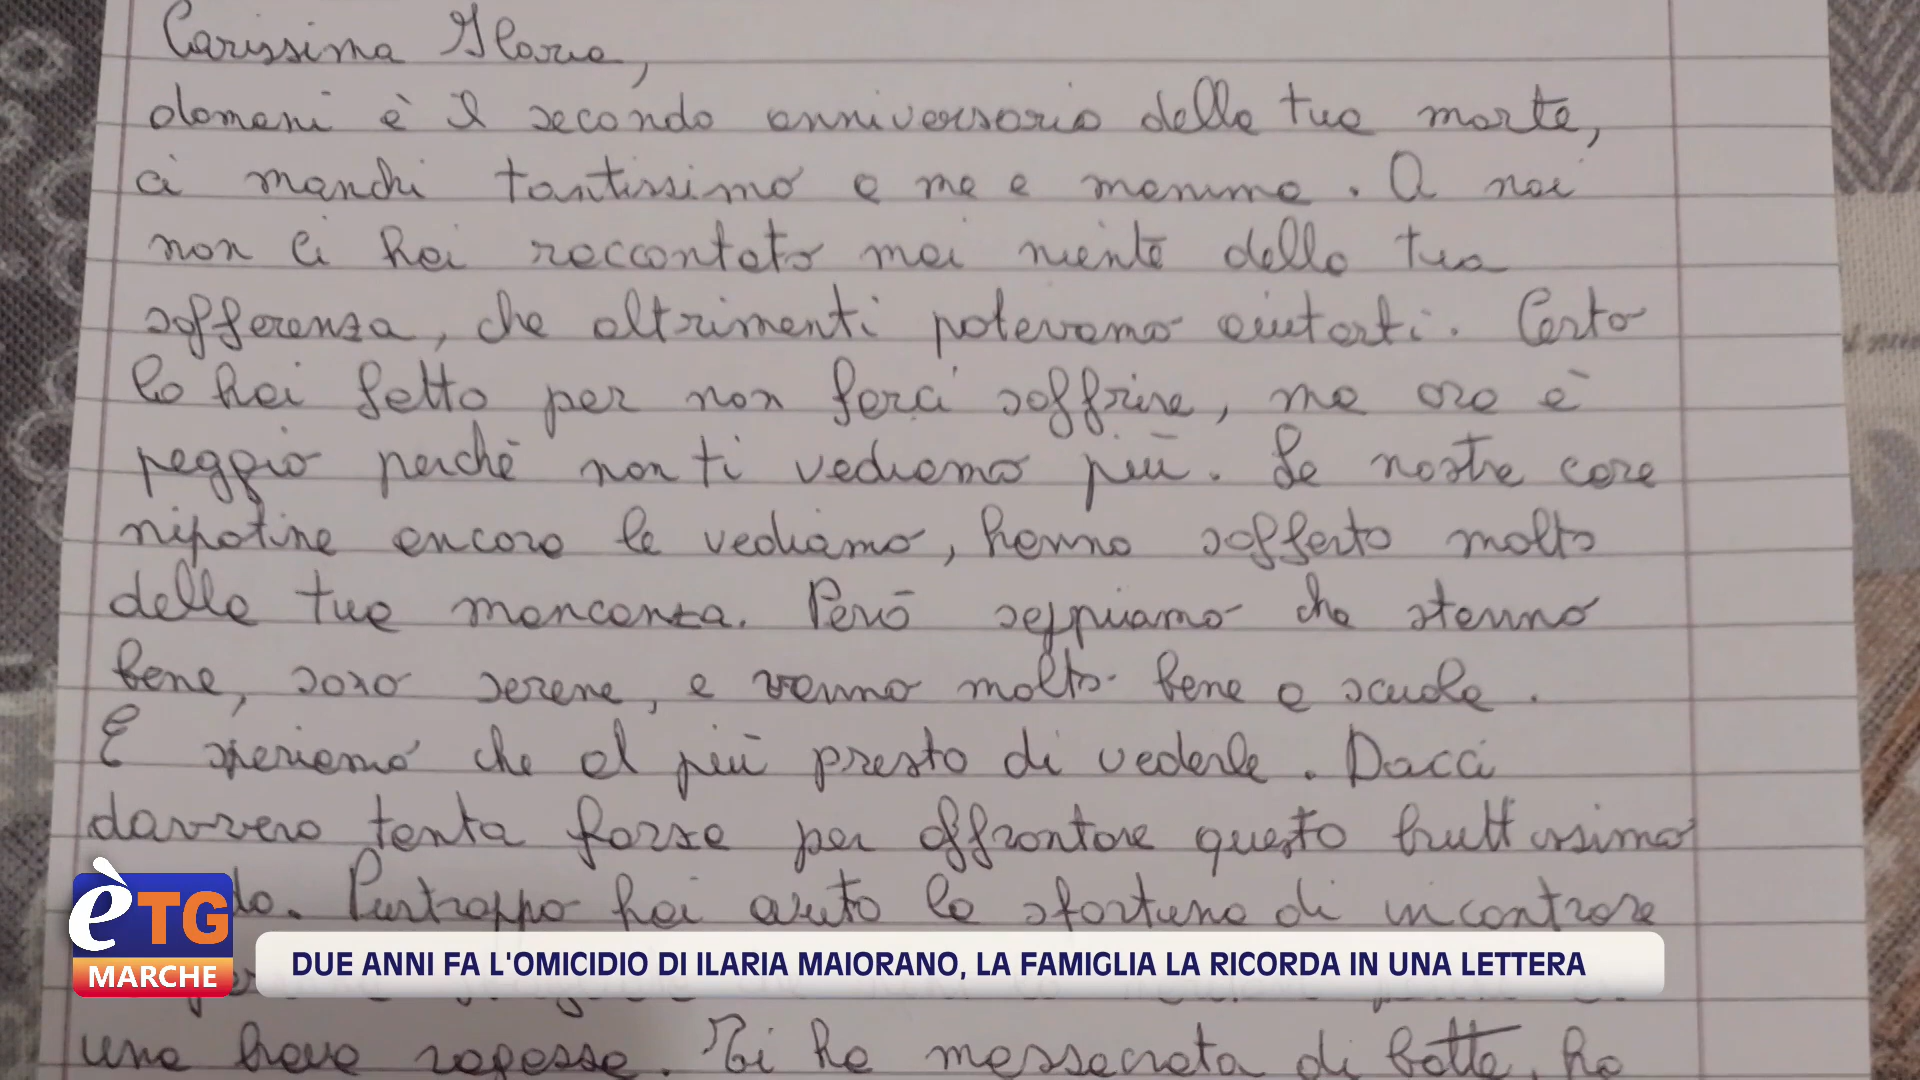 Carissima Ilaria,
domani è il secondo anniversario della tua morte,
ci manchi tantissimo a me e mamma. A noi
non ci hai raccontato mai niente della tua
sofferenza, che altrimenti potevamo aiutarti. Certo
lo hai fatto per non farci soffrire, ma ora è
peggio perchè non ti vediamo più. Le nostre care
nipotine ancora le vediamo, hanno sofferto molto
della tua mancanza. Però sappiamo che stanno
bene, sono serene, e vanno molto bene a scuola.
E speriamo che al più presto di vederle. Dacci
davvero tanta forza per affrontare questo bruttissimo
do. Purtroppo hai avuto la sfortuna di incontrare
una brava ragassa. Ti ha massacrata di botte, ha
è TG
MARCHE
DUE ANNI FA L'OMICIDIO DI ILARIA MAIORANO, LA FAMIGLIA LA RICORDA IN UNA LETTERA